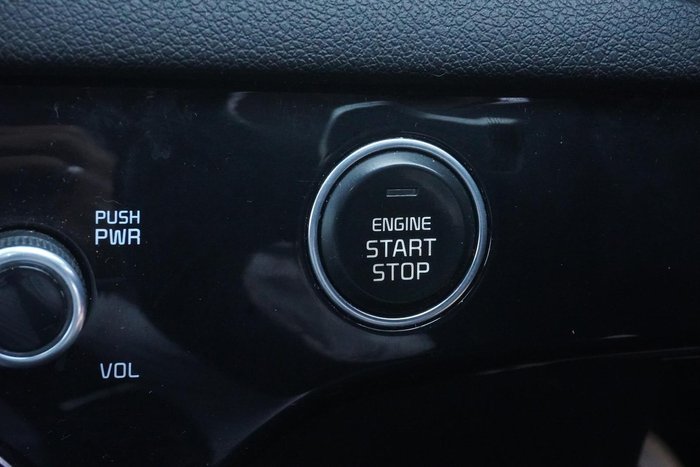 PUSH
PWR
VOL
ENGINE
START
STOP